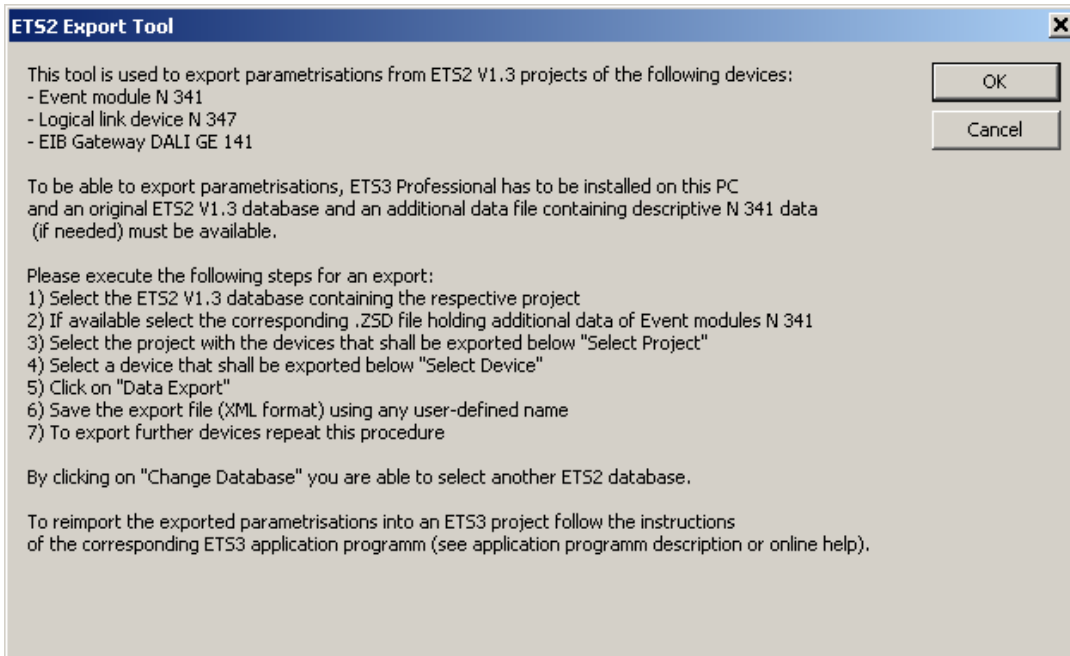 ETS2 Export Tool
This tool is used to export parametrisations from ETS2 V1.3 projects of the following devices:
- Event module N 341
- Logical link device N 347
- EIB Gateway DALI GE 141
OK
Cancel
To be able to export parametrisations, ETS3 Professional has to be installed on this PC
and an original ETS2 V1.3 database and an additional data file containing descriptive N 341 data
(if needed) must be available.
Please execute the following steps for an export:
1) Select the ETS2 V1.3 database containing the respective project
2) If available select the corresponding .ZSD file holding additional data of Event modules N 341
3) Select the project with the devices that shall be exported below "Select Project"
4) Select a device that shall be exported below "Select Device"
5) Click on "Data Export"
6) Save the export file (XML format) using any user-defined name
7) To export further devices repeat this procedure
By clicking on "Change Database" you are able to select another ETS2 database.
To reimport the exported parametrisations into an ETS3 project follow the instructions
of the corresponding ETS3 application programm (see application programm description or online help).